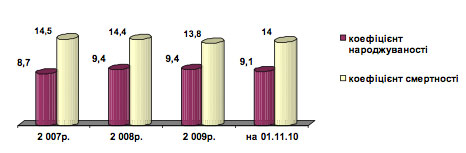 14,5
14,4
13,8
14
8,7
9,4
9,4
9,1
коефіцієнт
народжуваності
коефіцієнт смертності
2 007р.
2 008р.
2 009р.
на 01.11.10